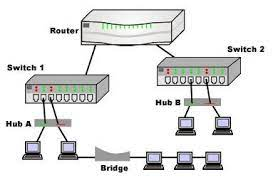 Router
Switch 2
Switch 1
Hub B
Hub A
Bridge